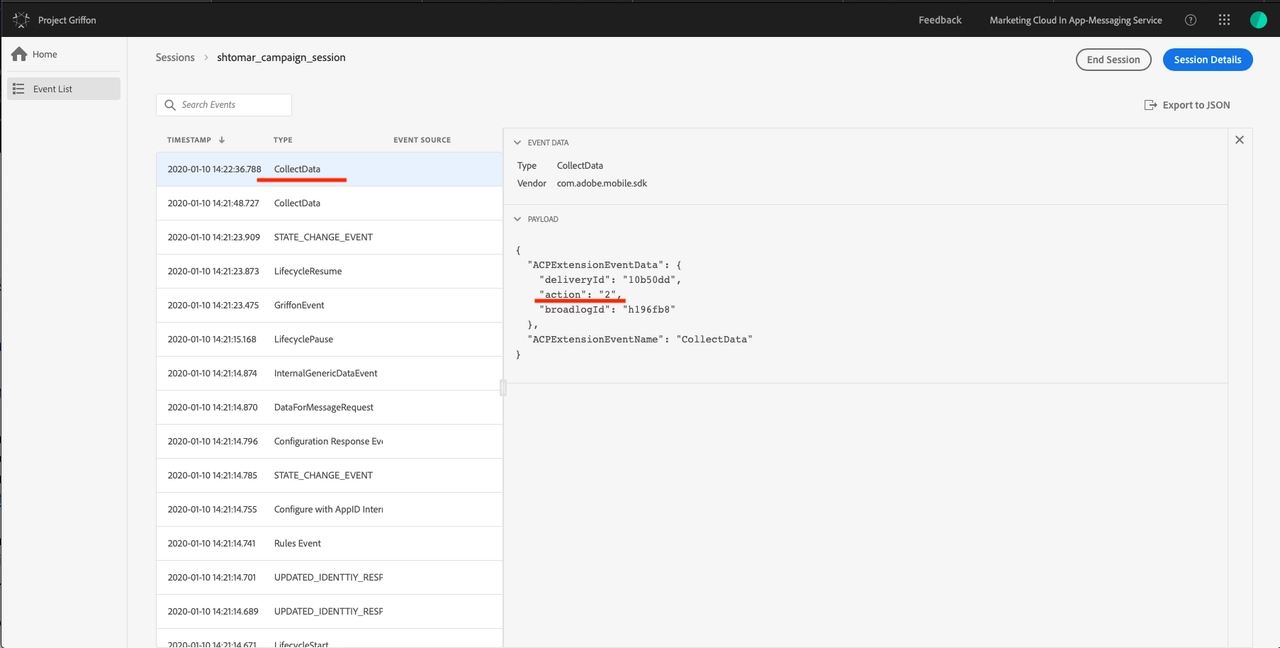 Project Griffon
Feedback
Marketing Cloud In App-Messaging Service
Home
Event List
Sessions > shtomar_campaign_session
End Session
Session Details
Search Events
Export to JSON
TIMESTAMP TYPE EVENT SOURCE
2020-01-10 14:22:36.788 CollectData
2020-01-10 14:21:48.727 CollectData
2020-01-10 14:21:23.909 STATE_CHANGE_EVENT
2020-01-10 14:21:23.873 LifecycleResume
2020-01-10 14:21:23.475 GriffonEvent
2020-01-10 14:21:15.168 LifecyclePause
2020-01-10 14:21:14.874 InternalGenericDataEvent
2020-01-10 14:21:14.870 DataForMessageRequest
2020-01-10 14:21:14.796 Configuration Response Eve
2020-01-10 14:21:14.785 STATE_CHANGE_EVENT
2020-01-10 14:21:14.755 Configure with AppID Intern
2020-01-10 14:21:14.741 Rules Event
2020-01-10 14:21:14.701 UPDATED_IDENTTIY_RESP
2020-01-10 14:21:14.689 UPDATED_IDENTTIY_RESP
2020-01-10 14:21:14.671 LifecycleStart
EVENT DATA
Type CollectData
Vendor com.adobe.mobile.sdk
PAYLOAD
{
"ACPExtensionEventData": {
"deliveryId": "10b50dd",
"action": "2",
"broadlogId": "h196fb8"
},
"ACPExtensionEventName": "CollectData"
}